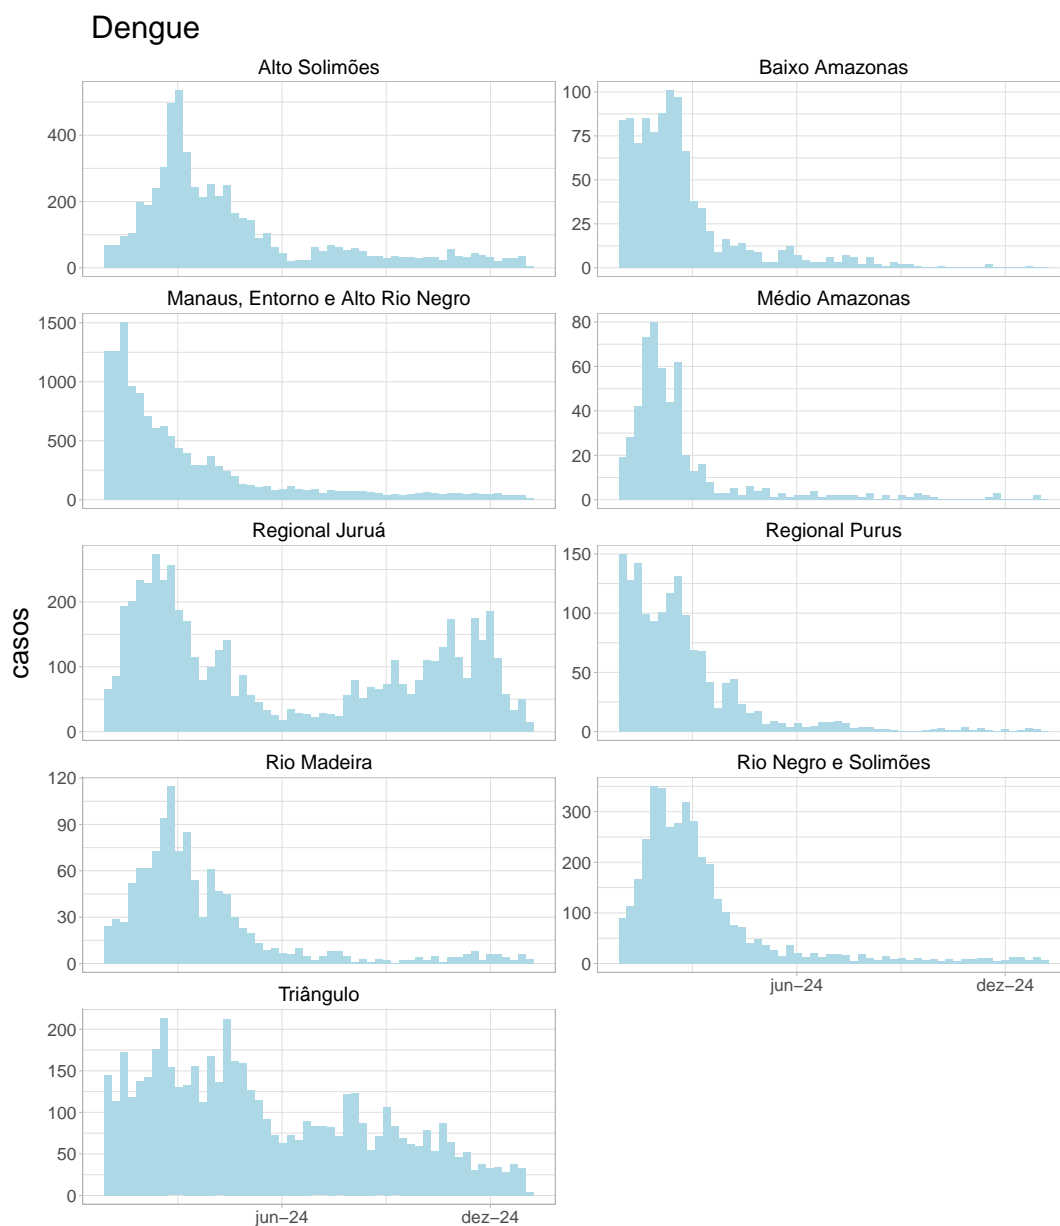 Dengue
casos
Alto Solimões
400
200
0
Baixo Amazonas
100
75
50
25
0
Manaus, Entorno e Alto Rio Negro
1500
1000
500
0
Médio Amazonas
80
60
40
20
0
Regional Juruá
200
100
0
Regional Purus
150
100
50
0
Rio Madeira
120
90
60
30
0
Rio Negro e Solimões
300
200
100
0
jun−24
dez−24
Triângulo
200
150
100
50
0
jun−24
dez−24